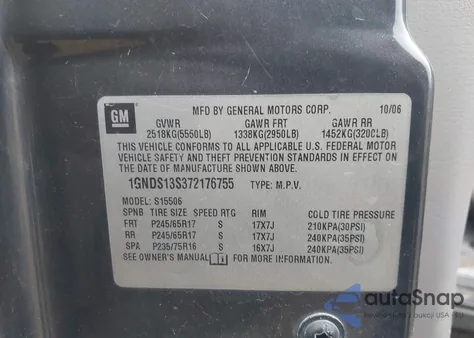 GM
MFD BY GENERAL MOTORS CORP. 10/06
GVWR GAWR FRT GAWR RR
2518KG(5550LB) 1338KG(2950LB) 1452KG(3200LB)
THIS VEHICLE CONFORMS TO ALL APPLICABLE U.S. FEDERAL MOTOR
VEHICLE SAFETY AND THEFT PREVENTION STANDARDS IN EFFECT ON
THE DATE OF MANUFACTURE SHOWN ABOVE.
1GNDS13S372176755 TYPE: M.P.V.
MODEL: S15506
SPNB TIRE SIZE SPEED RTG RIM COLD TIRE PRESSURE
FRT P245/65R17 S 17X7J 210KPA(30PSI)
RR P245/65R17 S 17X7J 240KPA(35PSI)
SPA P235/75R16 S 16X7J 240KPA(35PSI)
SEE OWNER'S MANUAL FOR MORE INFORMATION.
autoSnap